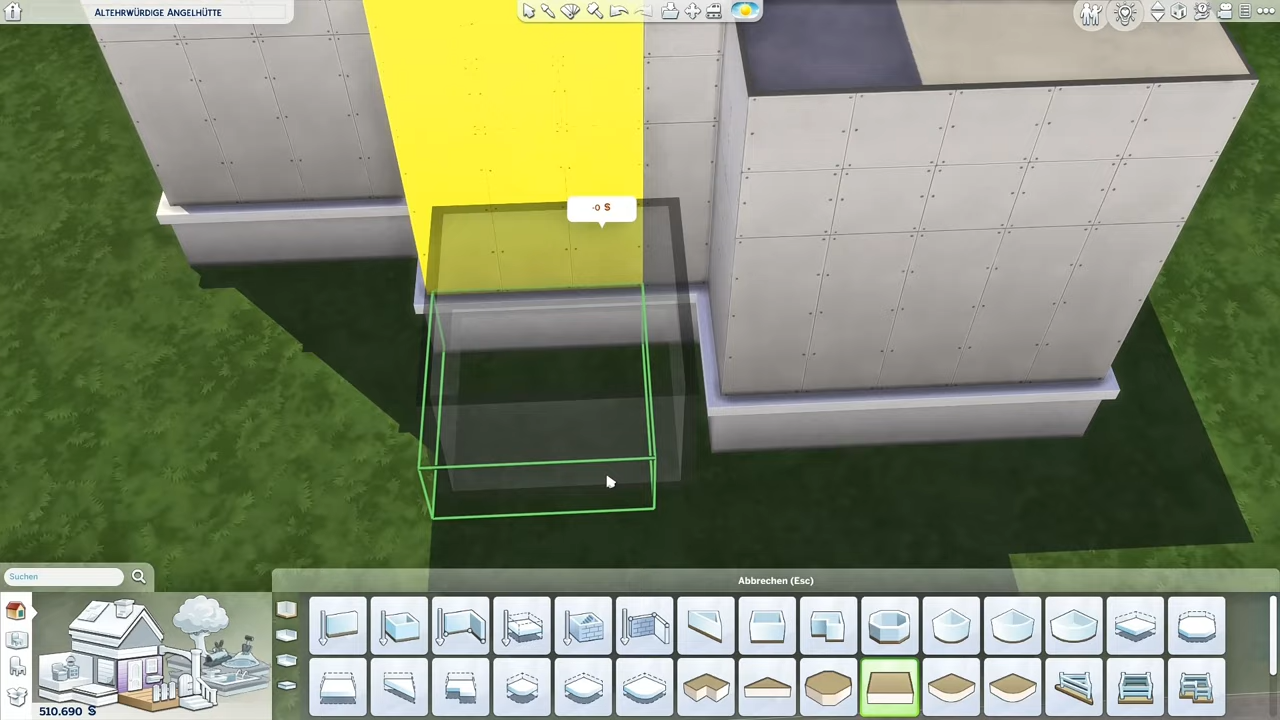 Altehrwürdige Angelhütte
-0 $
Abbrechen (Esc)
Suchen
510.690 $